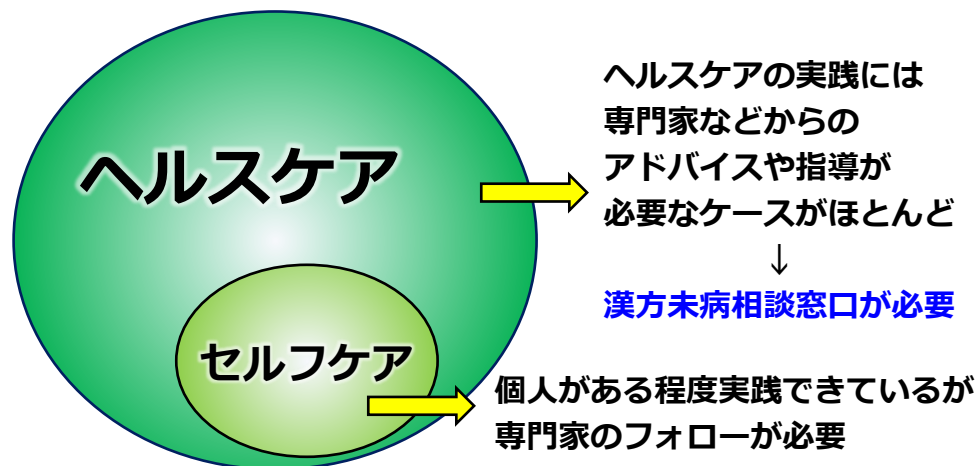 ヘルスケア
ヘルスケアの実践には
専門家などからの
アドバイスや指導が
必要なケースがほとんど
↓
漢方未病相談窓口が必要
セルフケア
個人がある程度実践できているが
専門家のフォローが必要